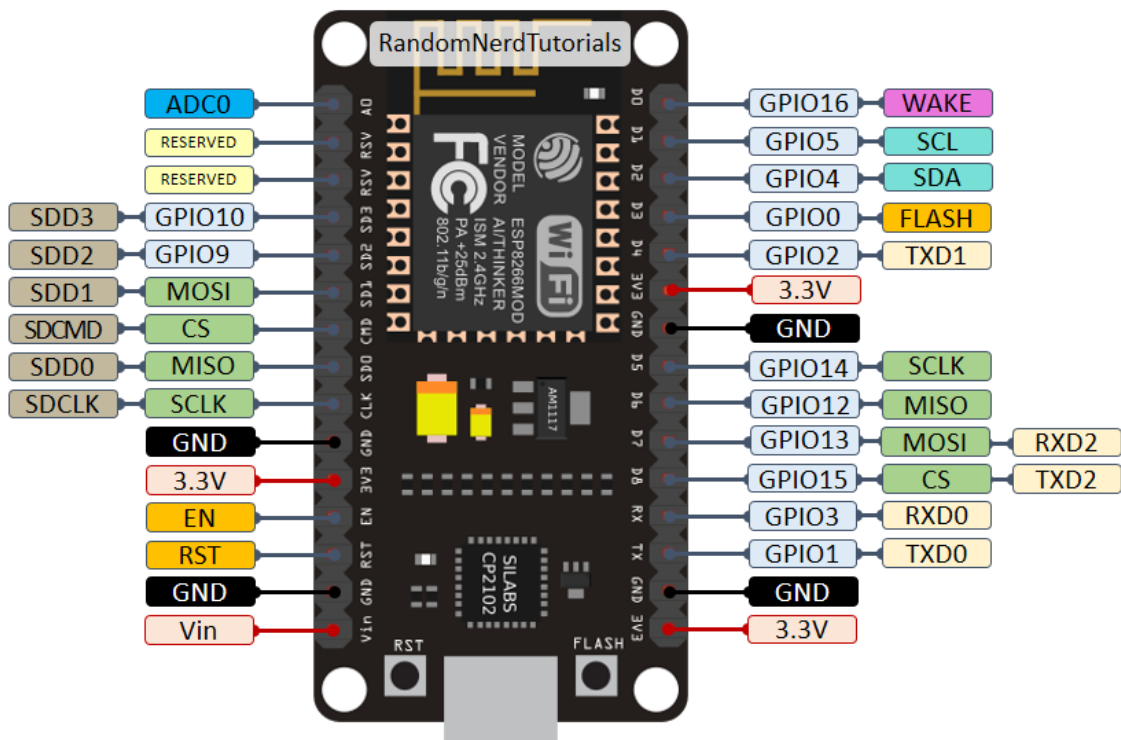 RandomNerdTutorials
ADC0
RESERVED
RESERVED
SDD3 GPIO10
SDD2 GPIO9
SDD1 MOSI
SDCMD CS
SDD0 MISO
SDCLK SCLK
GND
3.3V
EN
RST
GND
Vin
A0
RSV
RSV
SD3
SD2
SD1
CMD
SD0
CLK
GND
3V3
EN
RST
GND
Vin
MODEL
VENDOR
FC
ESP8266MOD
AI/THINKER
ISM 2.4GHz
PA +25dBm
802.11b/g/n
Wi Fi
AM1117
SILABS
CP2102
RST
FLASH
D0
D1
D2
D3
D4
3V3
GND
D5
D6
D7
D8
RX
TX
GND
3V3
GPIO16 WAKE
GPIO5 SCL
GPIO4 SDA
GPIO0 FLASH
GPIO2 TXD1
3.3V
GND
GPIO14 SCLK
GPIO12 MISO
GPIO13 MOSI RXD2
GPIO15 CS TXD2
GPIO3 RXD0
GPIO1 TXD0
GND
3.3V